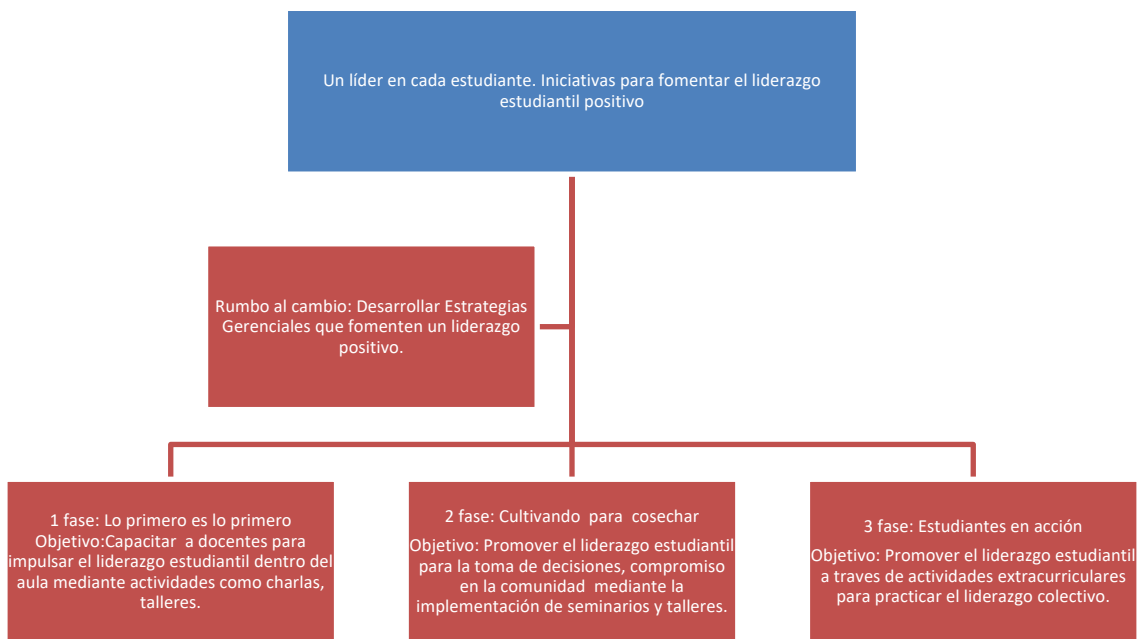 Un líder en cada estudiante. Iniciativas para fomentar el liderazgo
estudiantil positivo
Rumbo al cambio: Desarrollar Estrategias
Gerenciales que fomenten un liderazgo
positivo.
1 fase: Lo primero es lo primero
Objetivo:Capacitar a docentes para
impulsar el liderazgo estudiantil dentro del
aula mediante actividades como charlas,
talleres.
2 fase: Cultivando para cosechar
Objetivo: Promover el liderazgo estudiantil
para la toma de decisiones, compromiso
en la comunidad mediante la
implementación de seminarios y talleres.
3 fase: Estudiantes en acción
Objetivo: Promover el liderazgo estudiantil
a traves de actividades extracurriculares
para practicar el liderazgo colectivo.